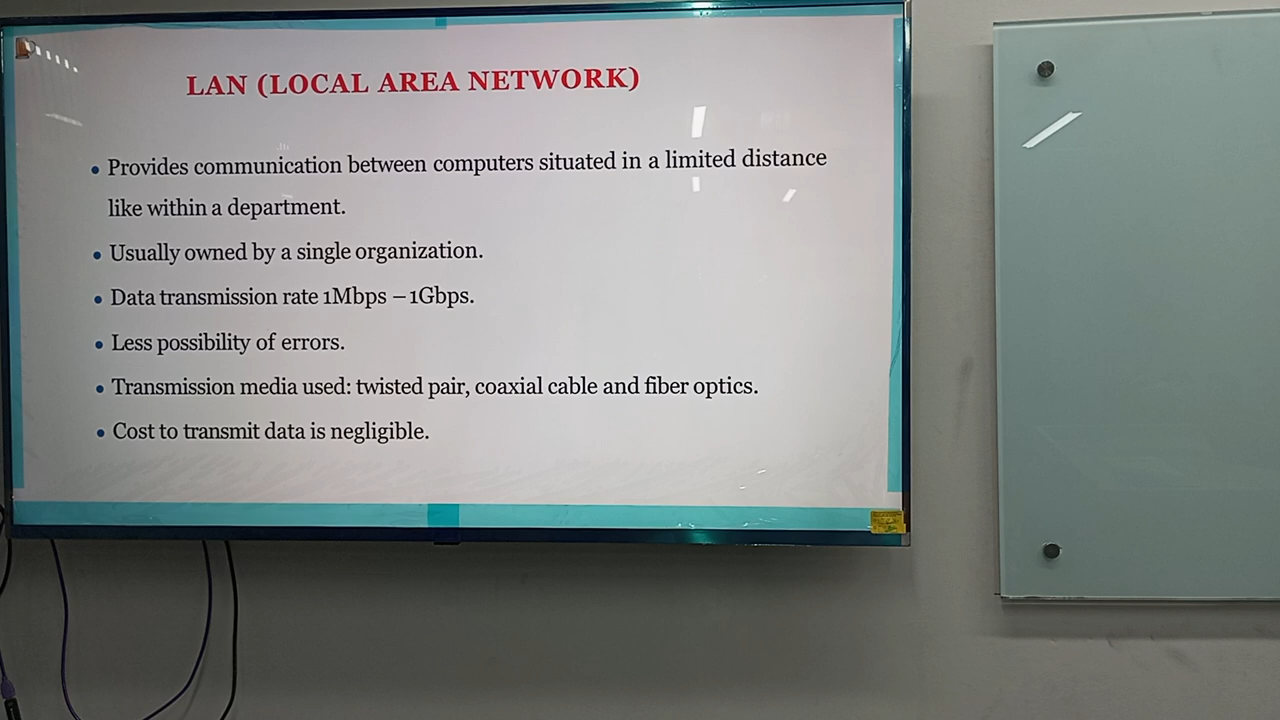 LAN (LOCAL AREA NETWORK)
• Provides communication between computers situated in a limited distance
like within a department.
• Usually owned by a single organization.
• Data transmission rate 1Mbps – 1Gbps.
• Less possibility of errors.
• Transmission media used: twisted pair, coaxial cable and fiber optics.
• Cost to transmit data is negligible.